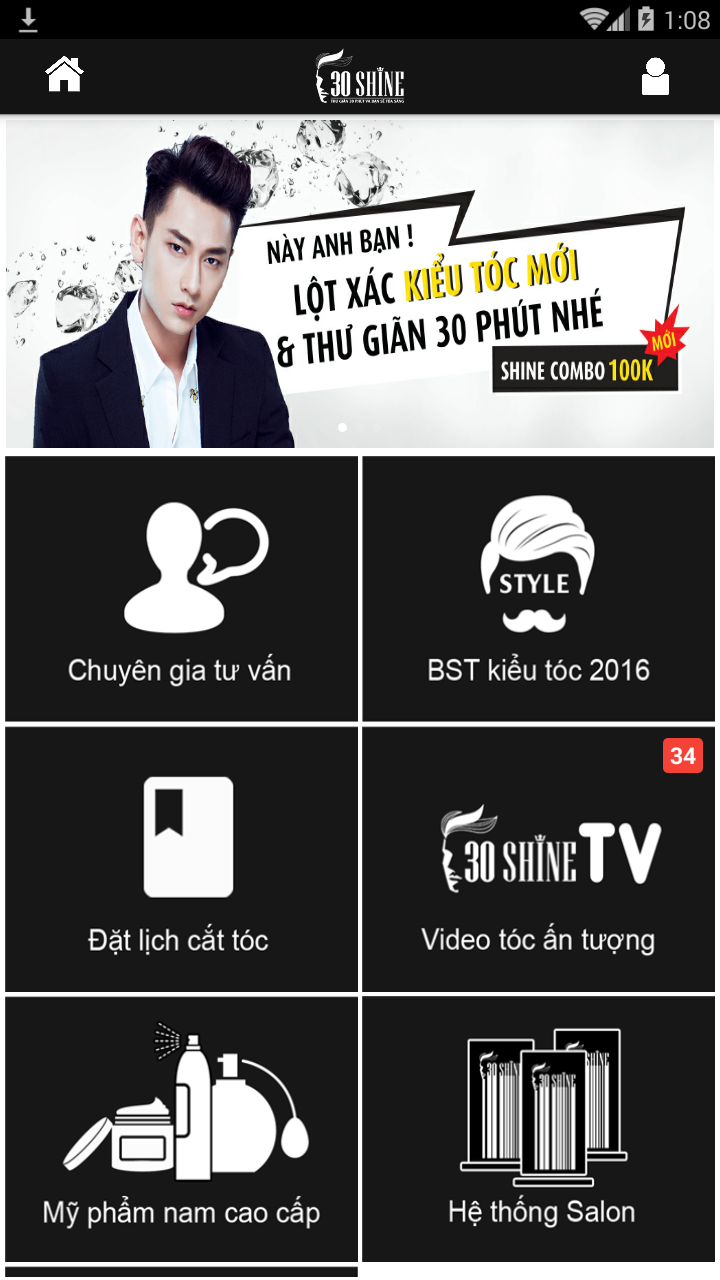 1:08
30 SHINE
THƯ GIÃN 30 PHÚT VÀ BẠN SẼ TỎA SÁNG
NÀY ANH BẠN !
LỘT XÁC KIỂU TÓC MỚI
& THƯ GIÃN 30 PHÚT NHÉ
MỚI
SHINE COMBO 100K
STYLE
Chuyên gia tư vấn
BST kiểu tóc 2016
34
30 SHINE TV
Đặt lịch cắt tóc
Video tóc ấn tượng
30 SHINE
30 SHINE
30 SHINE
Mỹ phẩm nam cao cấp
Hệ thống Salon